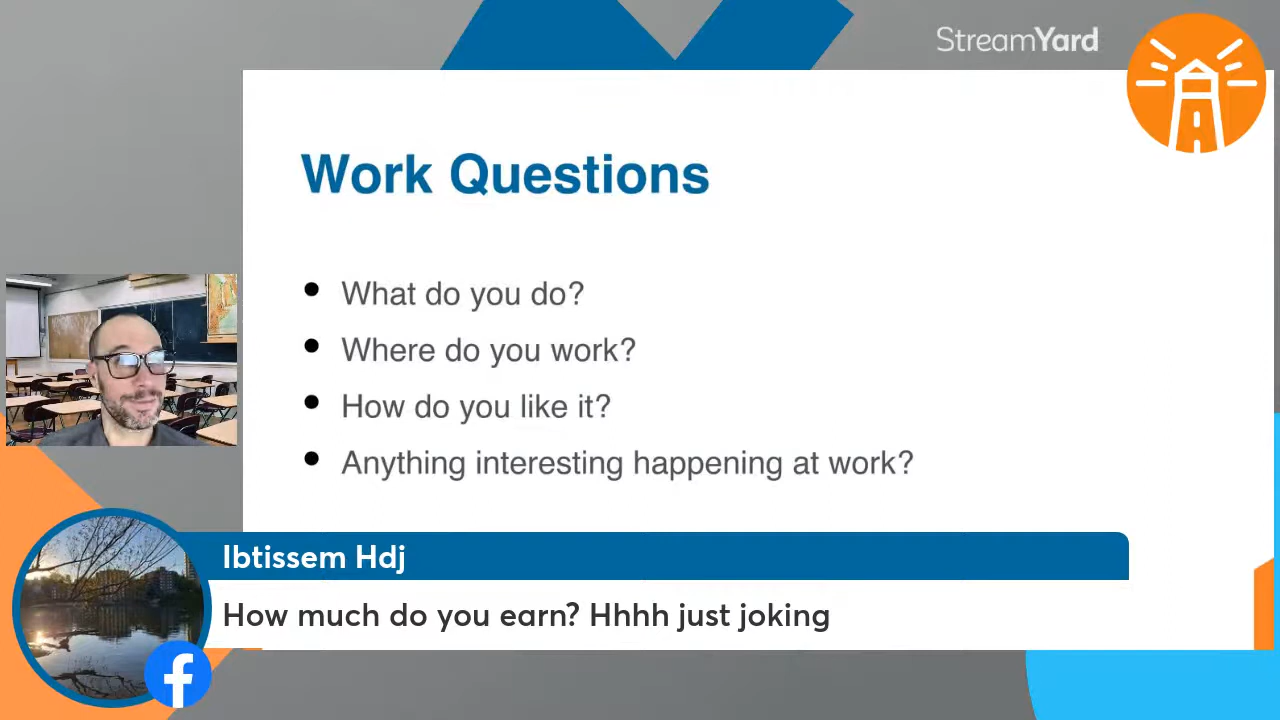 StreamYard
Work Questions
• What do you do?
• Where do you work?
• How do you like it?
• Anything interesting happening at work?
Ibtissem Hdj
How much do you earn? Hhhh just joking